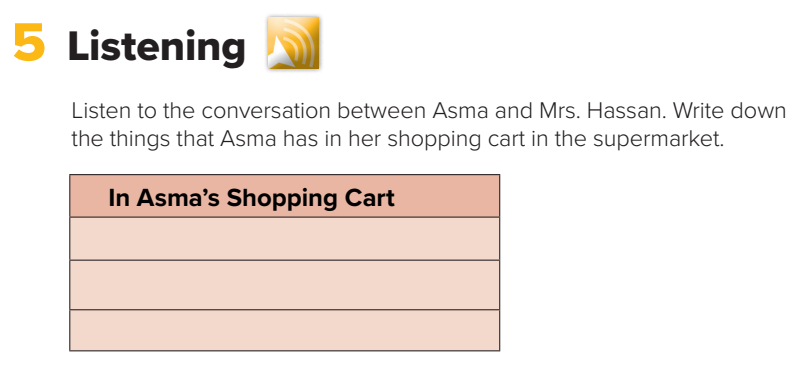 5 Listening
Listen to the conversation between Asma and Mrs. Hassan. Write down
the things that Asma has in her shopping cart in the supermarket.
In Asma’s Shopping Cart